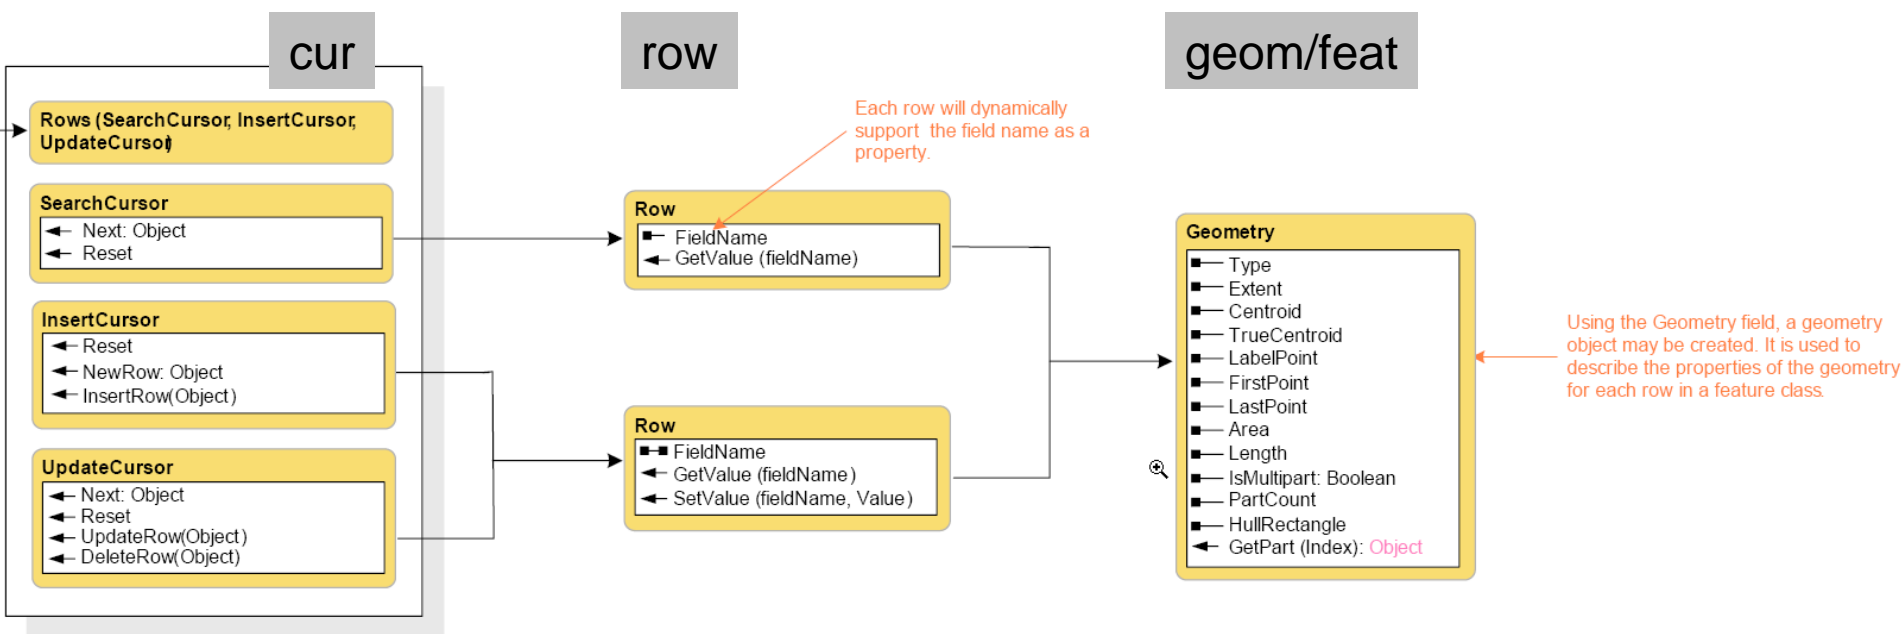 cur
row
geom/feat
Rows (SearchCursor, InsertCursor,
UpdateCursor)
SearchCursor
Next: Object
Reset
InsertCursor
Reset
NewRow: Object
InsertRow(Object)
UpdateCursor
Next: Object
Reset
UpdateRow(Object)
DeleteRow(Object)
Each row will dynamically
support the field name as a
property.
Row
FieldName
GetValue (fieldName)
Row
FieldName
GetValue (fieldName)
SetValue (fieldName, Value)
Geometry
Type
Extent
Centroid
TrueCentroid
LabelPoint
FirstPoint
LastPoint
Area
Length
IsMultipart: Boolean
PartCount
HullRectangle
GetPart (Index): Object
Using the Geometry field, a geometry
object may be created. It is used to
describe the properties of the geometry
for each row in a feature class.